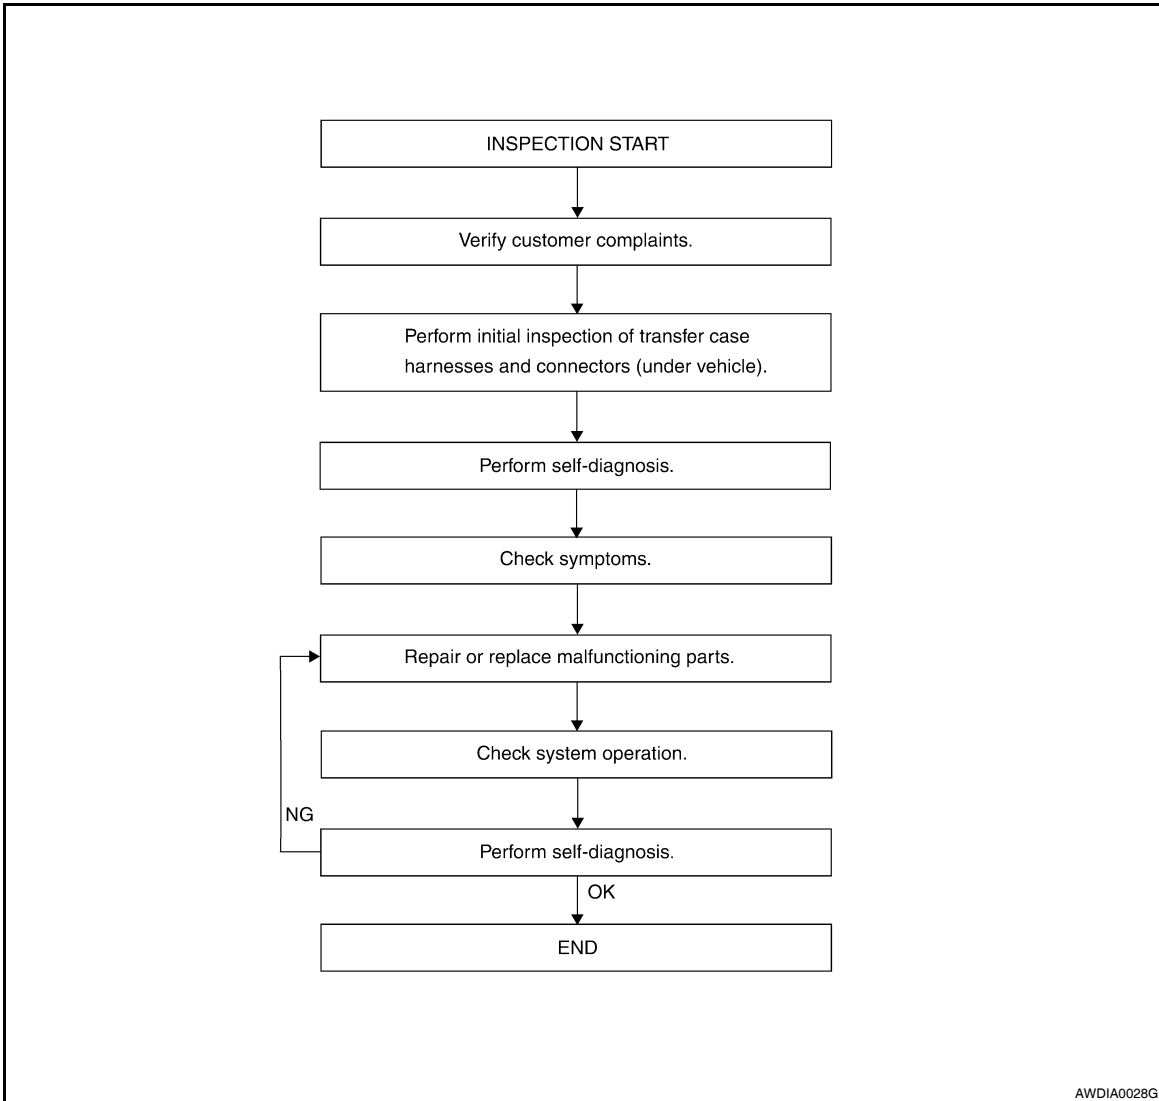 INSPECTION START
Verify customer complaints.
Perform initial inspection of transfer case
harnesses and connectors (under vehicle).
Perform self-diagnosis.
Check symptoms.
Repair or replace malfunctioning parts.
Check system operation.
NG
Perform self-diagnosis.
OK
END
AWDIA0028G